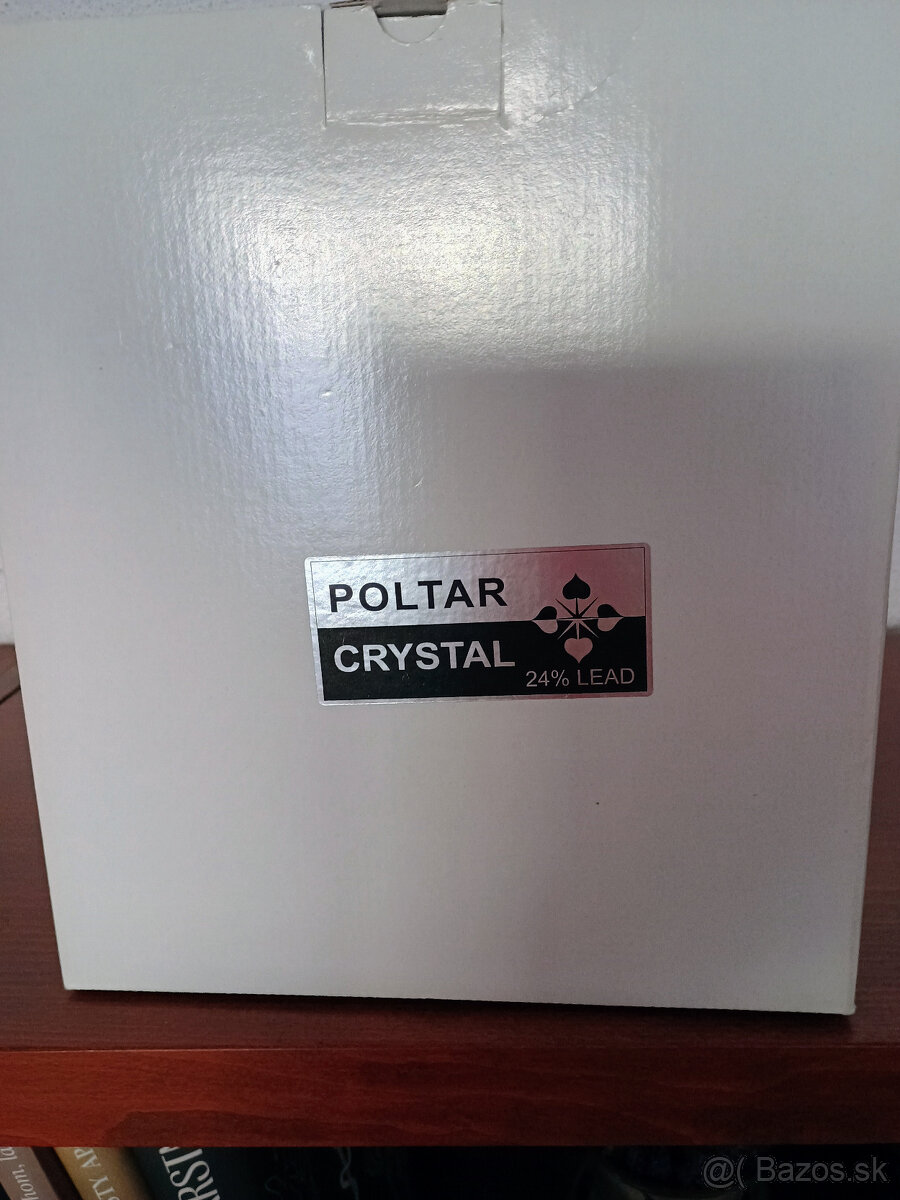 POLTAR
CRYSTAL
24% LEAD
@( Bazos.sk